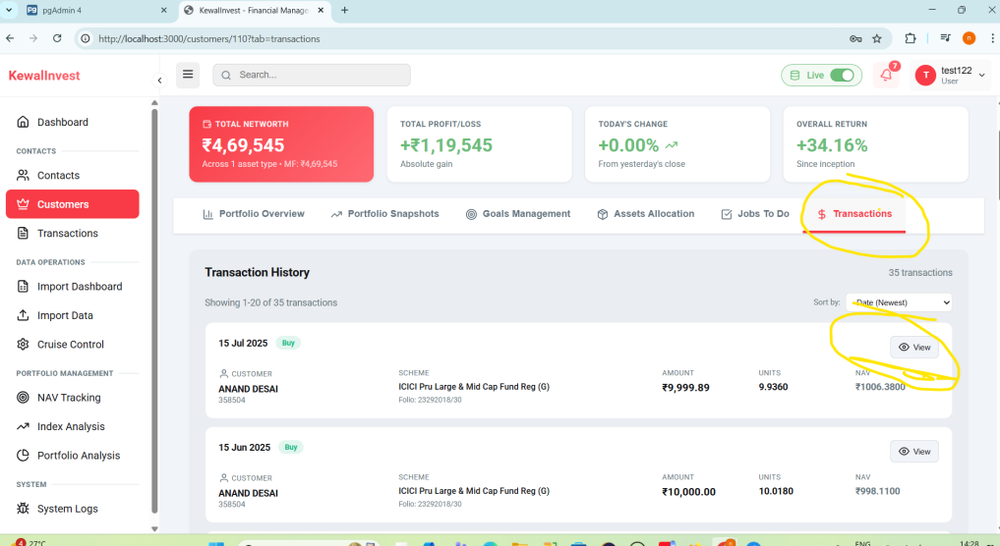 pgAdmin 4
KewalInvest - Financial Manage
http://localhost:3000/customers/110?tab=transactions
KewalInvest
Search...
Live
7
T
test122
User
Dashboard
CONTACTS
Contacts
Customers
Transactions
DATA OPERATIONS
Import Dashboard
Import Data
Cruise Control
PORTFOLIO MANAGEMENT
NAV Tracking
Index Analysis
Portfolio Analysis
SYSTEM
System Logs
TOTAL NETWORTH
₹4,69,545
Across 1 asset type • MF: ₹4,69,545
TOTAL PROFIT/LOSS
+₹1,19,545
Absolute gain
TODAY'S CHANGE
+0.00%
From yesterday's close
OVERALL RETURN
+34.16%
Since inception
Portfolio Overview
Portfolio Snapshots
Goals Management
Assets Allocation
Jobs To Do
Transactions
Transaction History
35 transactions
Showing 1-20 of 35 transactions
Sort by:
Date (Newest)
15 Jul 2025 Buy
View
CUSTOMER SCHEME AMOUNT UNITS NAV
ANAND DESAI ICICI Pru Large & Mid Cap Fund Reg (G) ₹9,999.89 9.9360 ₹1006.3800
358504 Folio: 23292018/30
15 Jun 2025 Buy
View
CUSTOMER SCHEME AMOUNT UNITS NAV
ANAND DESAI ICICI Pru Large & Mid Cap Fund Reg (G) ₹10,000.00 10.0180 ₹998.1100
358504 Folio: 23292018/30
4
27°C
ENG
14:28